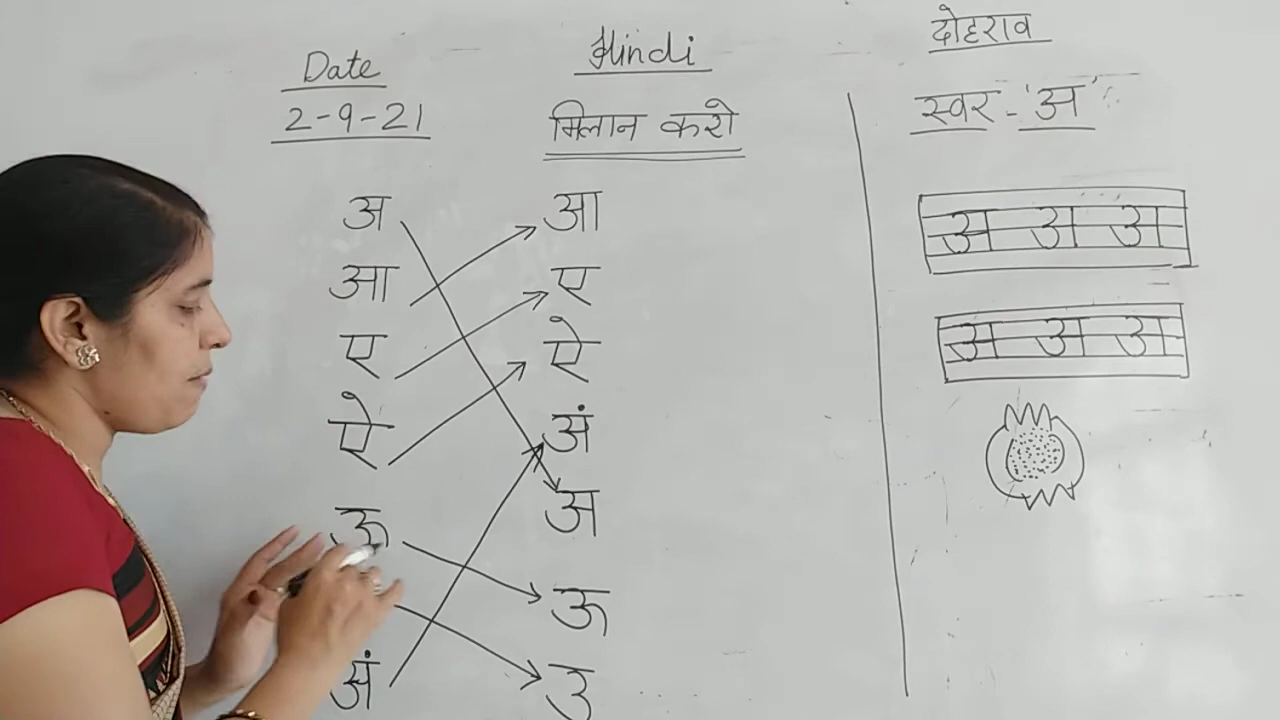 Date
2-9-21
Hindi
मिलान करो
अ आ
आ ए
ए ऐ
ऐ अं
ऊ अ
ऊ
अं उ
दोहराव
स्वर - 'अ'
अ अ अ
अ अ अ